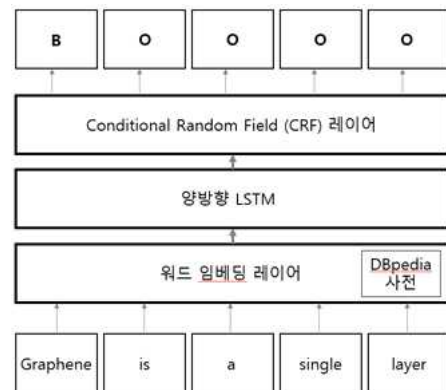 B O O O O
Conditional Random Field (CRF) 레이어
양방향 LSTM
워드 임베딩 레이어
DBpedia
사전
Graphene is a single layer